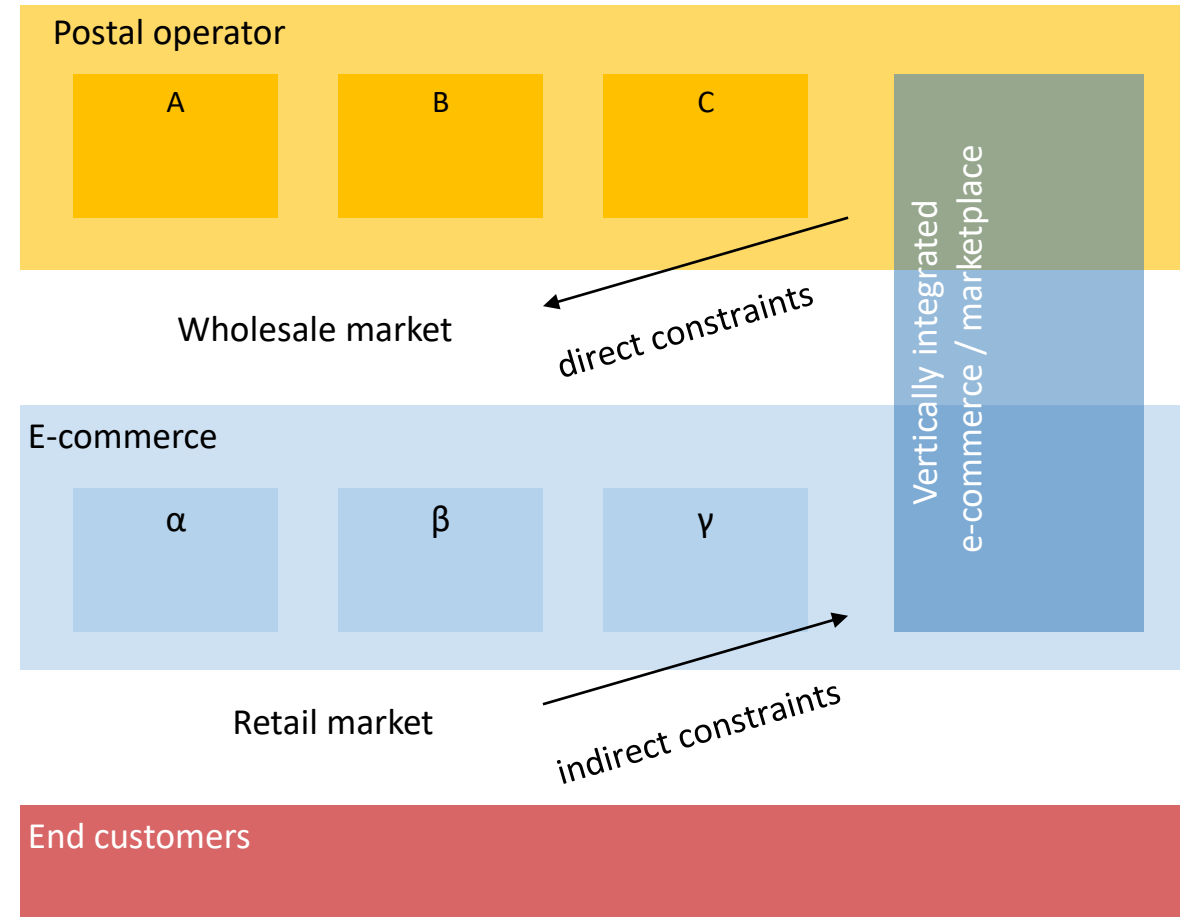 Postal operator
A
B
C
Wholesale market
direct constraints
Vertically integrated
e-commerce / marketplace
E-commerce
α
β
γ
Retail market
indirect constraints
End customers